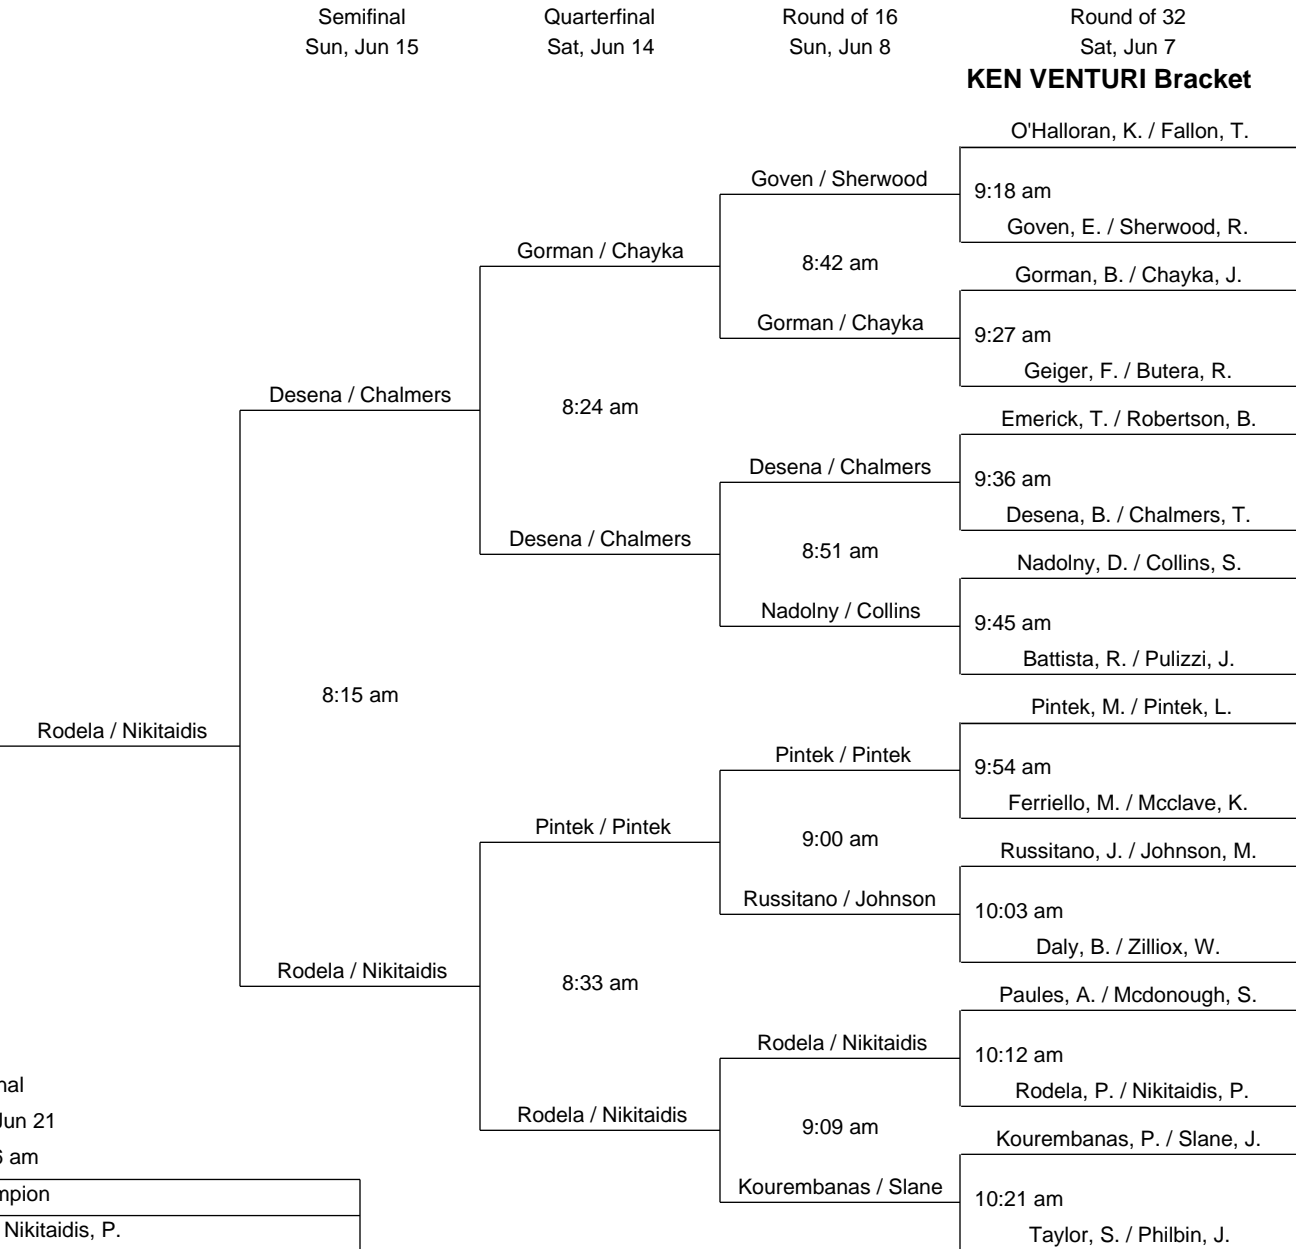 Semifinal Quarterfinal Round of 16 Round of 32
Sun, Jun 15 Sat, Jun 14 Sun, Jun 8 Sat, Jun 7
KEN VENTURI Bracket
O'Halloran, K. / Fallon, T.
Goven / Sherwood
9:18 am
Goven, E. / Sherwood, R.
Gorman / Chayka
8:42 am
Gorman, B. / Chayka, J.
Gorman / Chayka
9:27 am
Geiger, F. / Butera, R.
Desena / Chalmers
8:24 am
Emerick, T. / Robertson, B.
Desena / Chalmers
9:36 am
Desena, B. / Chalmers, T.
Desena / Chalmers
8:51 am
Nadolny, D. / Collins, S.
Nadolny / Collins
9:45 am
Battista, R. / Pulizzi, J.
8:15 am
Pintek, M. / Pintek, L.
Rodela / Nikitaidis
Pintek / Pintek
9:54 am
Ferriello, M. / Mcclave, K.
Pintek / Pintek
9:00 am
Russitano, J. / Johnson, M.
Russitano / Johnson
10:03 am
Daly, B. / Zilliox, W.
Rodela / Nikitaidis
8:33 am
Paules, A. / Mcdonough, S.
Rodela / Nikitaidis
10:12 am
Rodela, P. / Nikitaidis, P.
Rodela / Nikitaidis
9:09 am
Kourembanas, P. / Slane, J.
Kourembanas / Slane
10:21 am
Taylor, S. / Philbin, J.
nal
Jun 21
am
mpion
Nikitaidis, P.